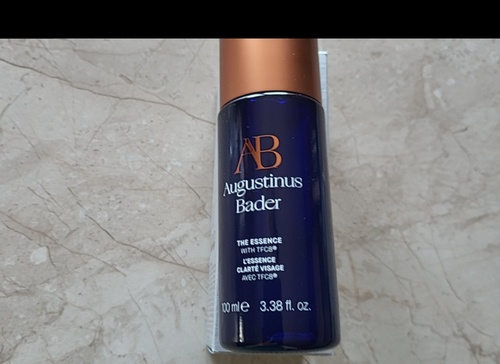 AB
Augustinus
Bader
THE ESSENCE
WITH TFC8®
L'ESSENCE
CLARTÉ VISAGE
AVEC TFC8®
100 ml e 3.38 fl. oz.